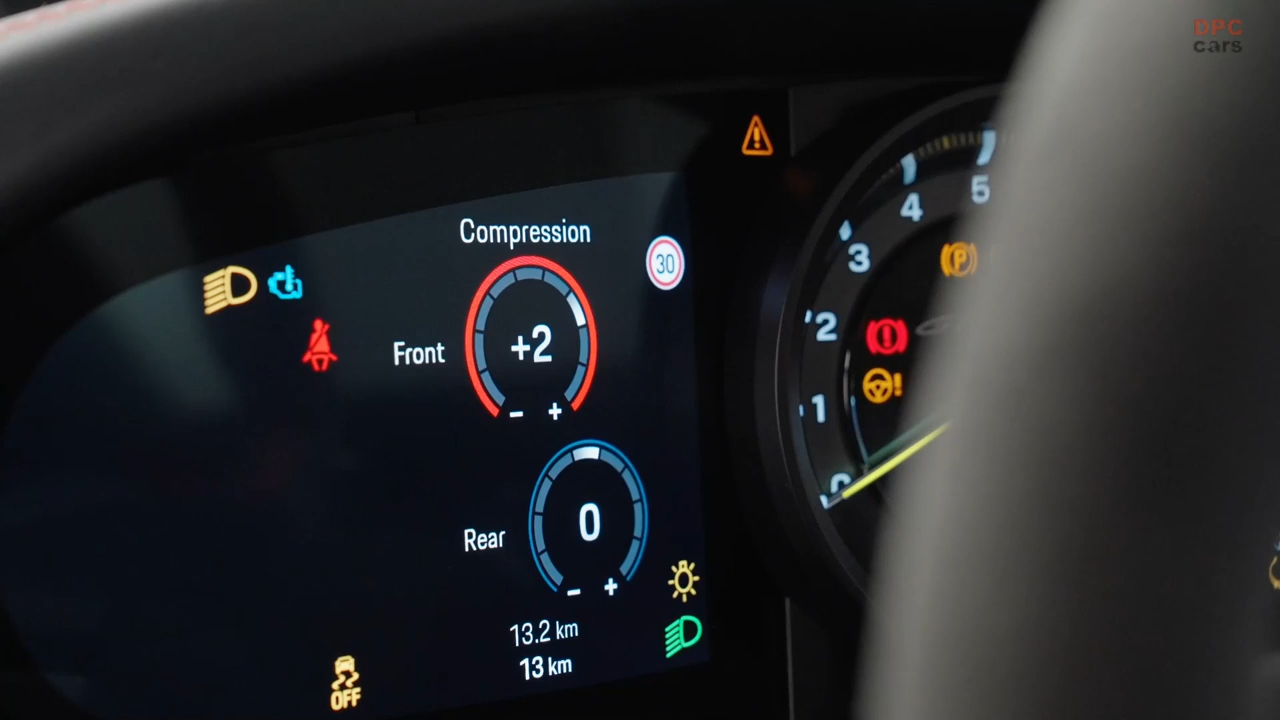 DPC
cars
Compression
30
Front
+2
− +
Rear
0
− +
13.2 km
13 km
OFF
5
4
3
2
1
0
P